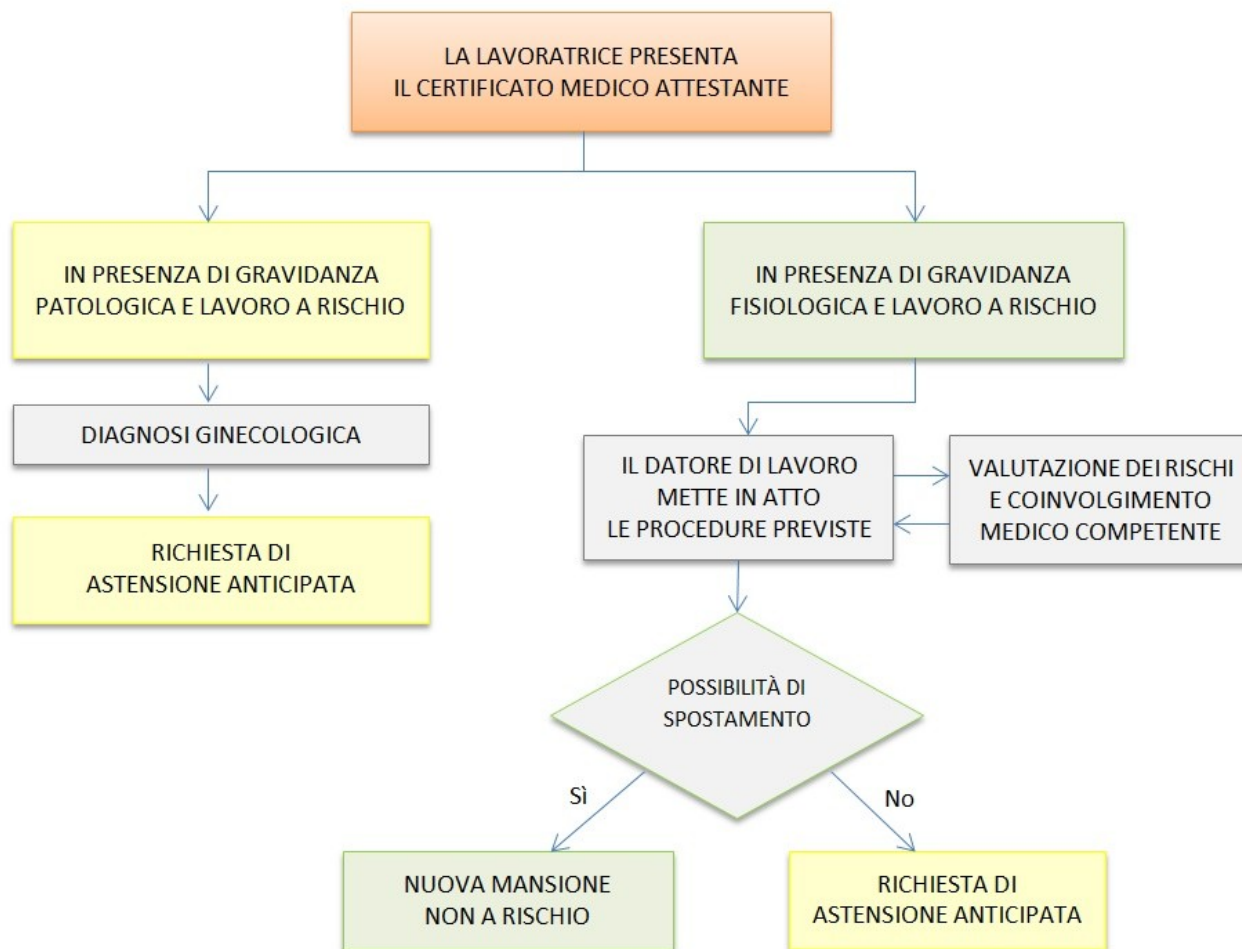 LA LAVORATRICE PRESENTA
IL CERTIFICATO MEDICO ATTESTANTE
IN PRESENZA DI GRAVIDANZA
PATOLOGICA E LAVORO A RISCHIO
IN PRESENZA DI GRAVIDANZA
FISIOLOGICA E LAVORO A RISCHIO
DIAGNOSI GINECOLOGICA
RICHIESTA DI
ASTENSIONE ANTICIPATA
IL DATORE DI LAVORO
METTE IN ATTO
LE PROCEDURE PREVISTE
VALUTAZIONE DEI RISCHI
E COINVOLGIMENTO
MEDICO COMPETENTE
POSSIBILITÀ DI
SPOSTAMENTO
Sì
No
NUOVA MANSIONE
NON A RISCHIO
RICHIESTA DI
ASTENSIONE ANTICIPATA